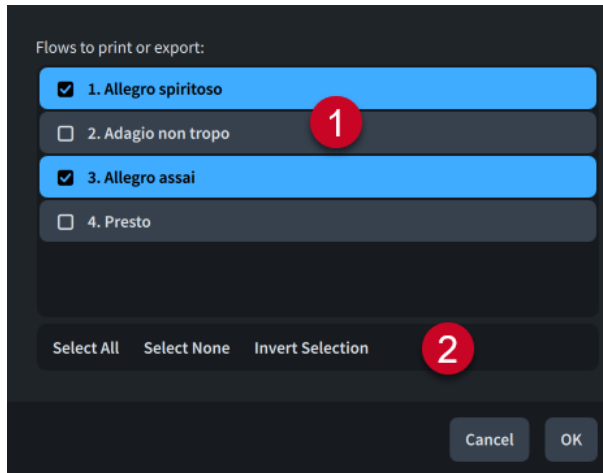 Flows to print or export:
1. Allegro spiritoso
2. Adagio non tropo
1
3. Allegro assai
4. Presto
Select All Select None Invert Selection 2
Cancel OK